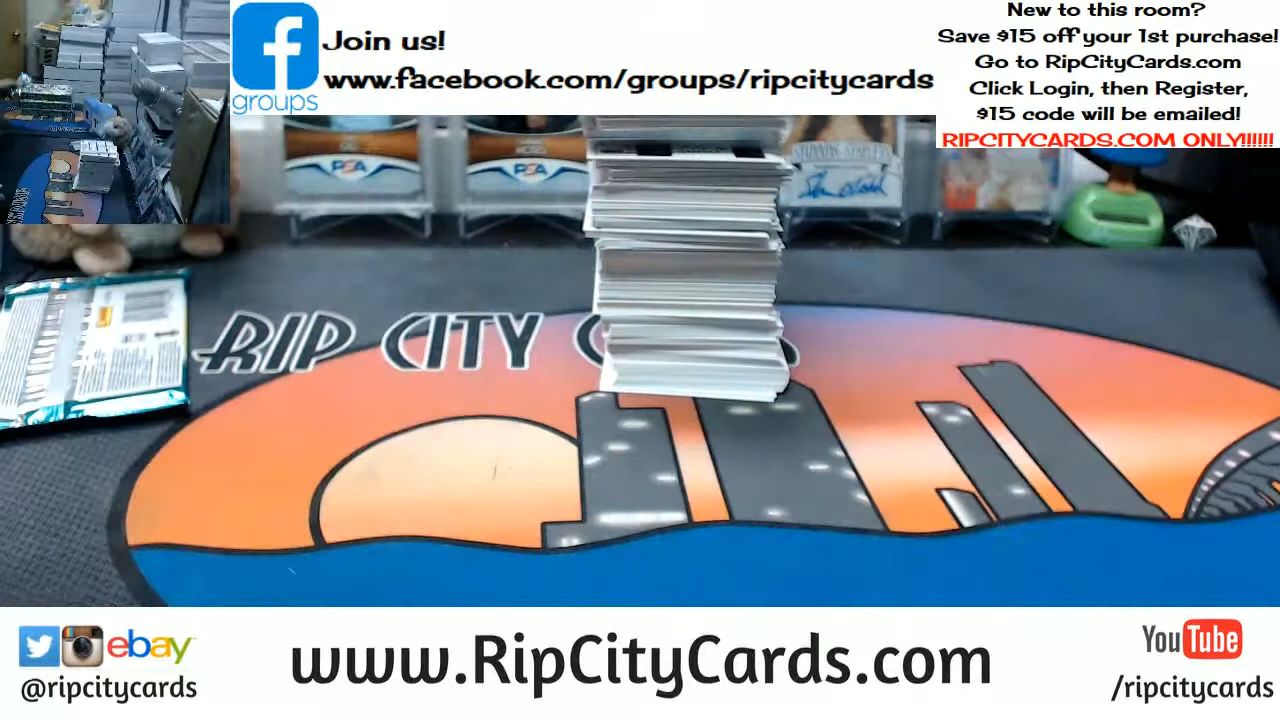 Join us!
www.facebook.com/groups/ripcitycards
groups
New to this room?
Save $15 off your 1st purchase!
Go to RipCityCards.com
Click Login, then Register,
$15 code will be emailed!
RIPCITYCARDS.COM ONLY!!!!!!
PSA
PSA
RIP CITY C
ebay
@ripcitycards
www.RipCityCards.com
YouTube
/ripcitycards